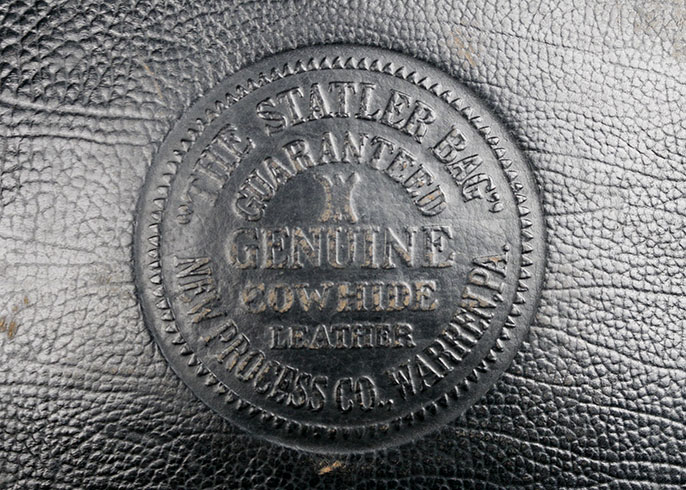 "THE STATLER BAG"
GUARANTEED
GENUINE
COWHIDE
LEATHER
NEW PROCESS CO., WARREN, PA.